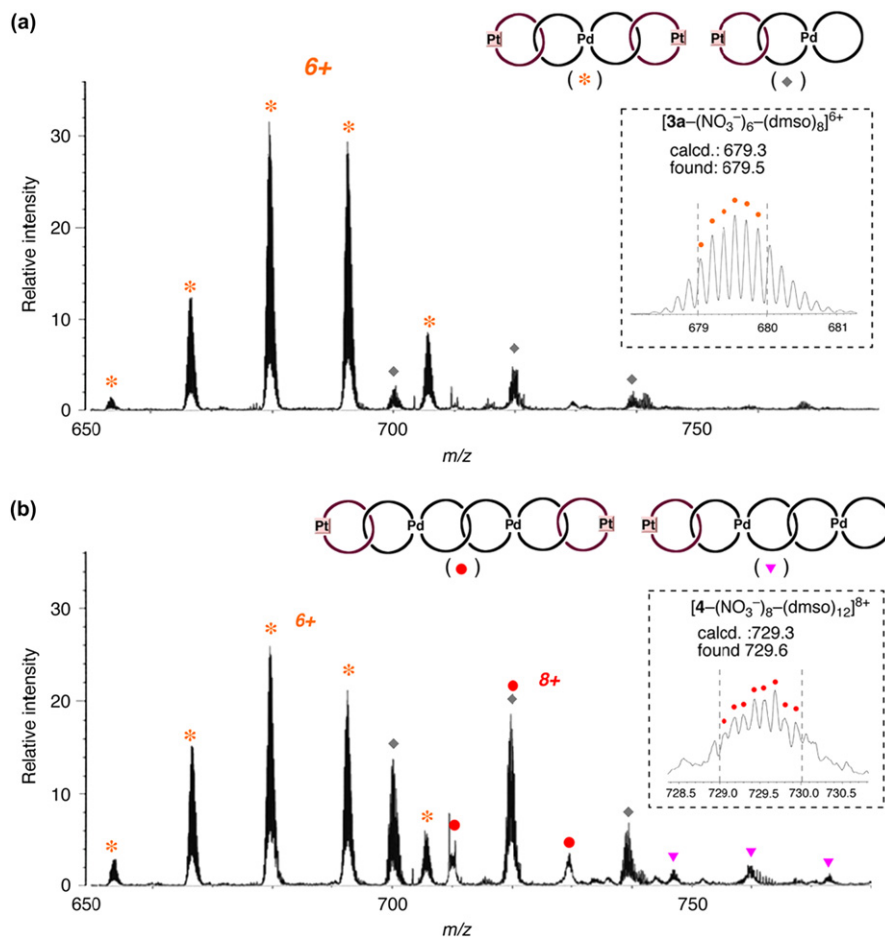 (a)
6+
Pt Pd Pt Pt Pd
(*) (◆)
[3a–(NO₃⁻)₆–(dmso)₈]⁶⁺
calcd.: 679.3
found: 679.5
679 680 681
Relative intensity
30
20
10
0
650 700 750
m/z
(b)
Pt Pd Pd Pt Pt Pd Pd
(●) (▼)
[4–(NO₃⁻)₈–(dmso)₁₂]⁸⁺
calcd. :729.3
found 729.6
728.5 729.0 729.5 730.0 730.5
6+
8+
Relative intensity
30
20
10
0
650 700 750
m/z